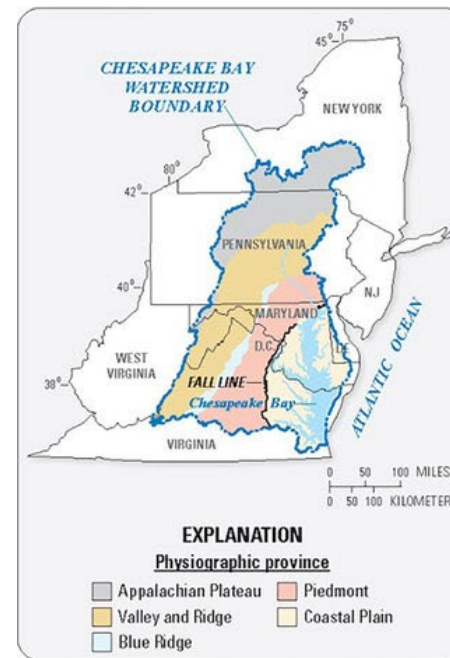 75°
45°
CHESAPEAKE BAY
WATERSHED
BOUNDARY
NEW YORK
80°
42°
PENNSYLVANIA
40°
NJ
MARYLAND
D.C.
DE
WEST
VIRGINIA
FALL LINE
38°
Chesapeake Bay
ATLANTIC OCEAN
VIRGINIA
0 50 100 MILES
0 50 100 KILOMETER
EXPLANATION
Physiographic province
Appalachian Plateau
Piedmont
Valley and Ridge
Coastal Plain
Blue Ridge